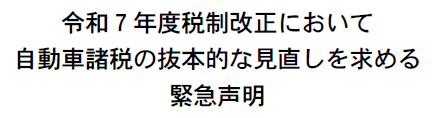 令和７年度税制改正において
自動車諸税の抜本的な見直しを求める
緊急声明